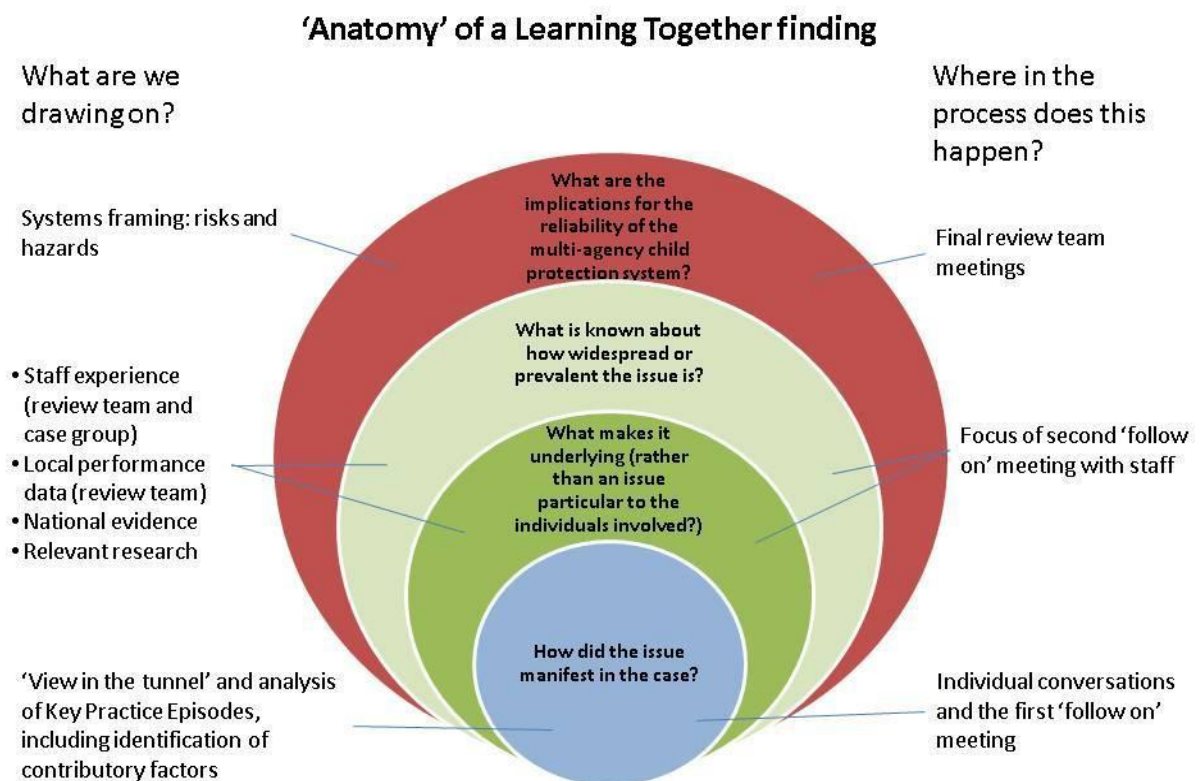 'Anatomy' of a Learning Together finding
What are we
drawing on?
Where in the
process does this
happen?
Systems framing: risks and
hazards
What are the
implications for the
reliability of the
multi-agency child
protection system?
Final review team
meetings
What is known about
how widespread or
prevalent the issue is?
• Staff experience
(review team and
case group)
• Local performance
data (review team)
• National evidence
• Relevant research
What makes it
underlying (rather
than an issue
particular to the
individuals involved?)
Focus of second 'follow
on' meeting with staff
How did the issue
manifest in the case?
'View in the tunnel' and analysis
of Key Practice Episodes,
including identification of
contributory factors
Individual conversations
and the first 'follow on'
meeting